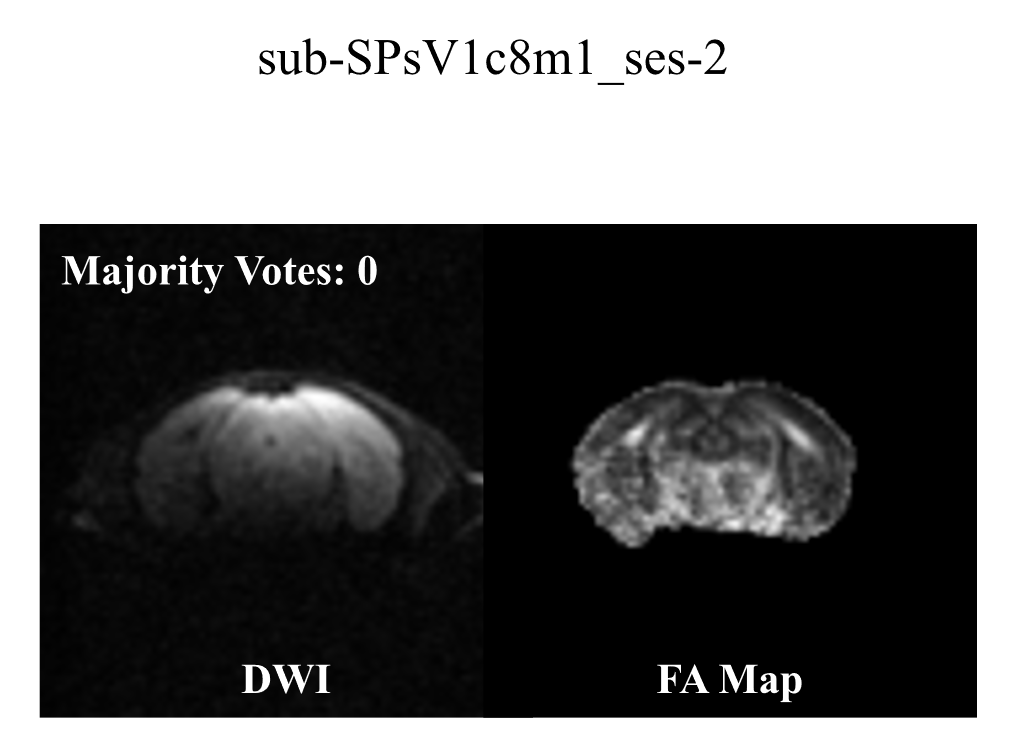 sub-SPsV1c8m1_ses-2
Majority Votes: 0
DWI
FA Map